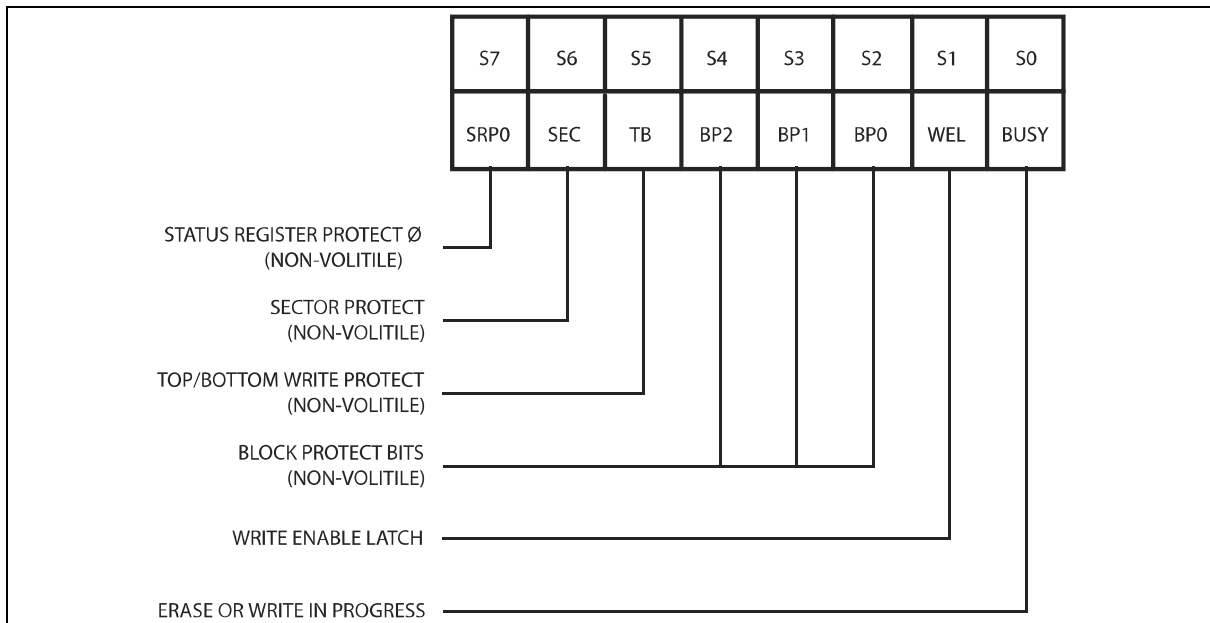 S7 S6 S5 S4 S3 S2 S1 S0
SRP0 SEC TB BP2 BP1 BP0 WEL BUSY
STATUS REGISTER PROTECT Ø
(NON-VOLITILE)
SECTOR PROTECT
(NON-VOLITILE)
TOP/BOTTOM WRITE PROTECT
(NON-VOLITILE)
BLOCK PROTECT BITS
(NON-VOLITILE)
WRITE ENABLE LATCH
ERASE OR WRITE IN PROGRESS